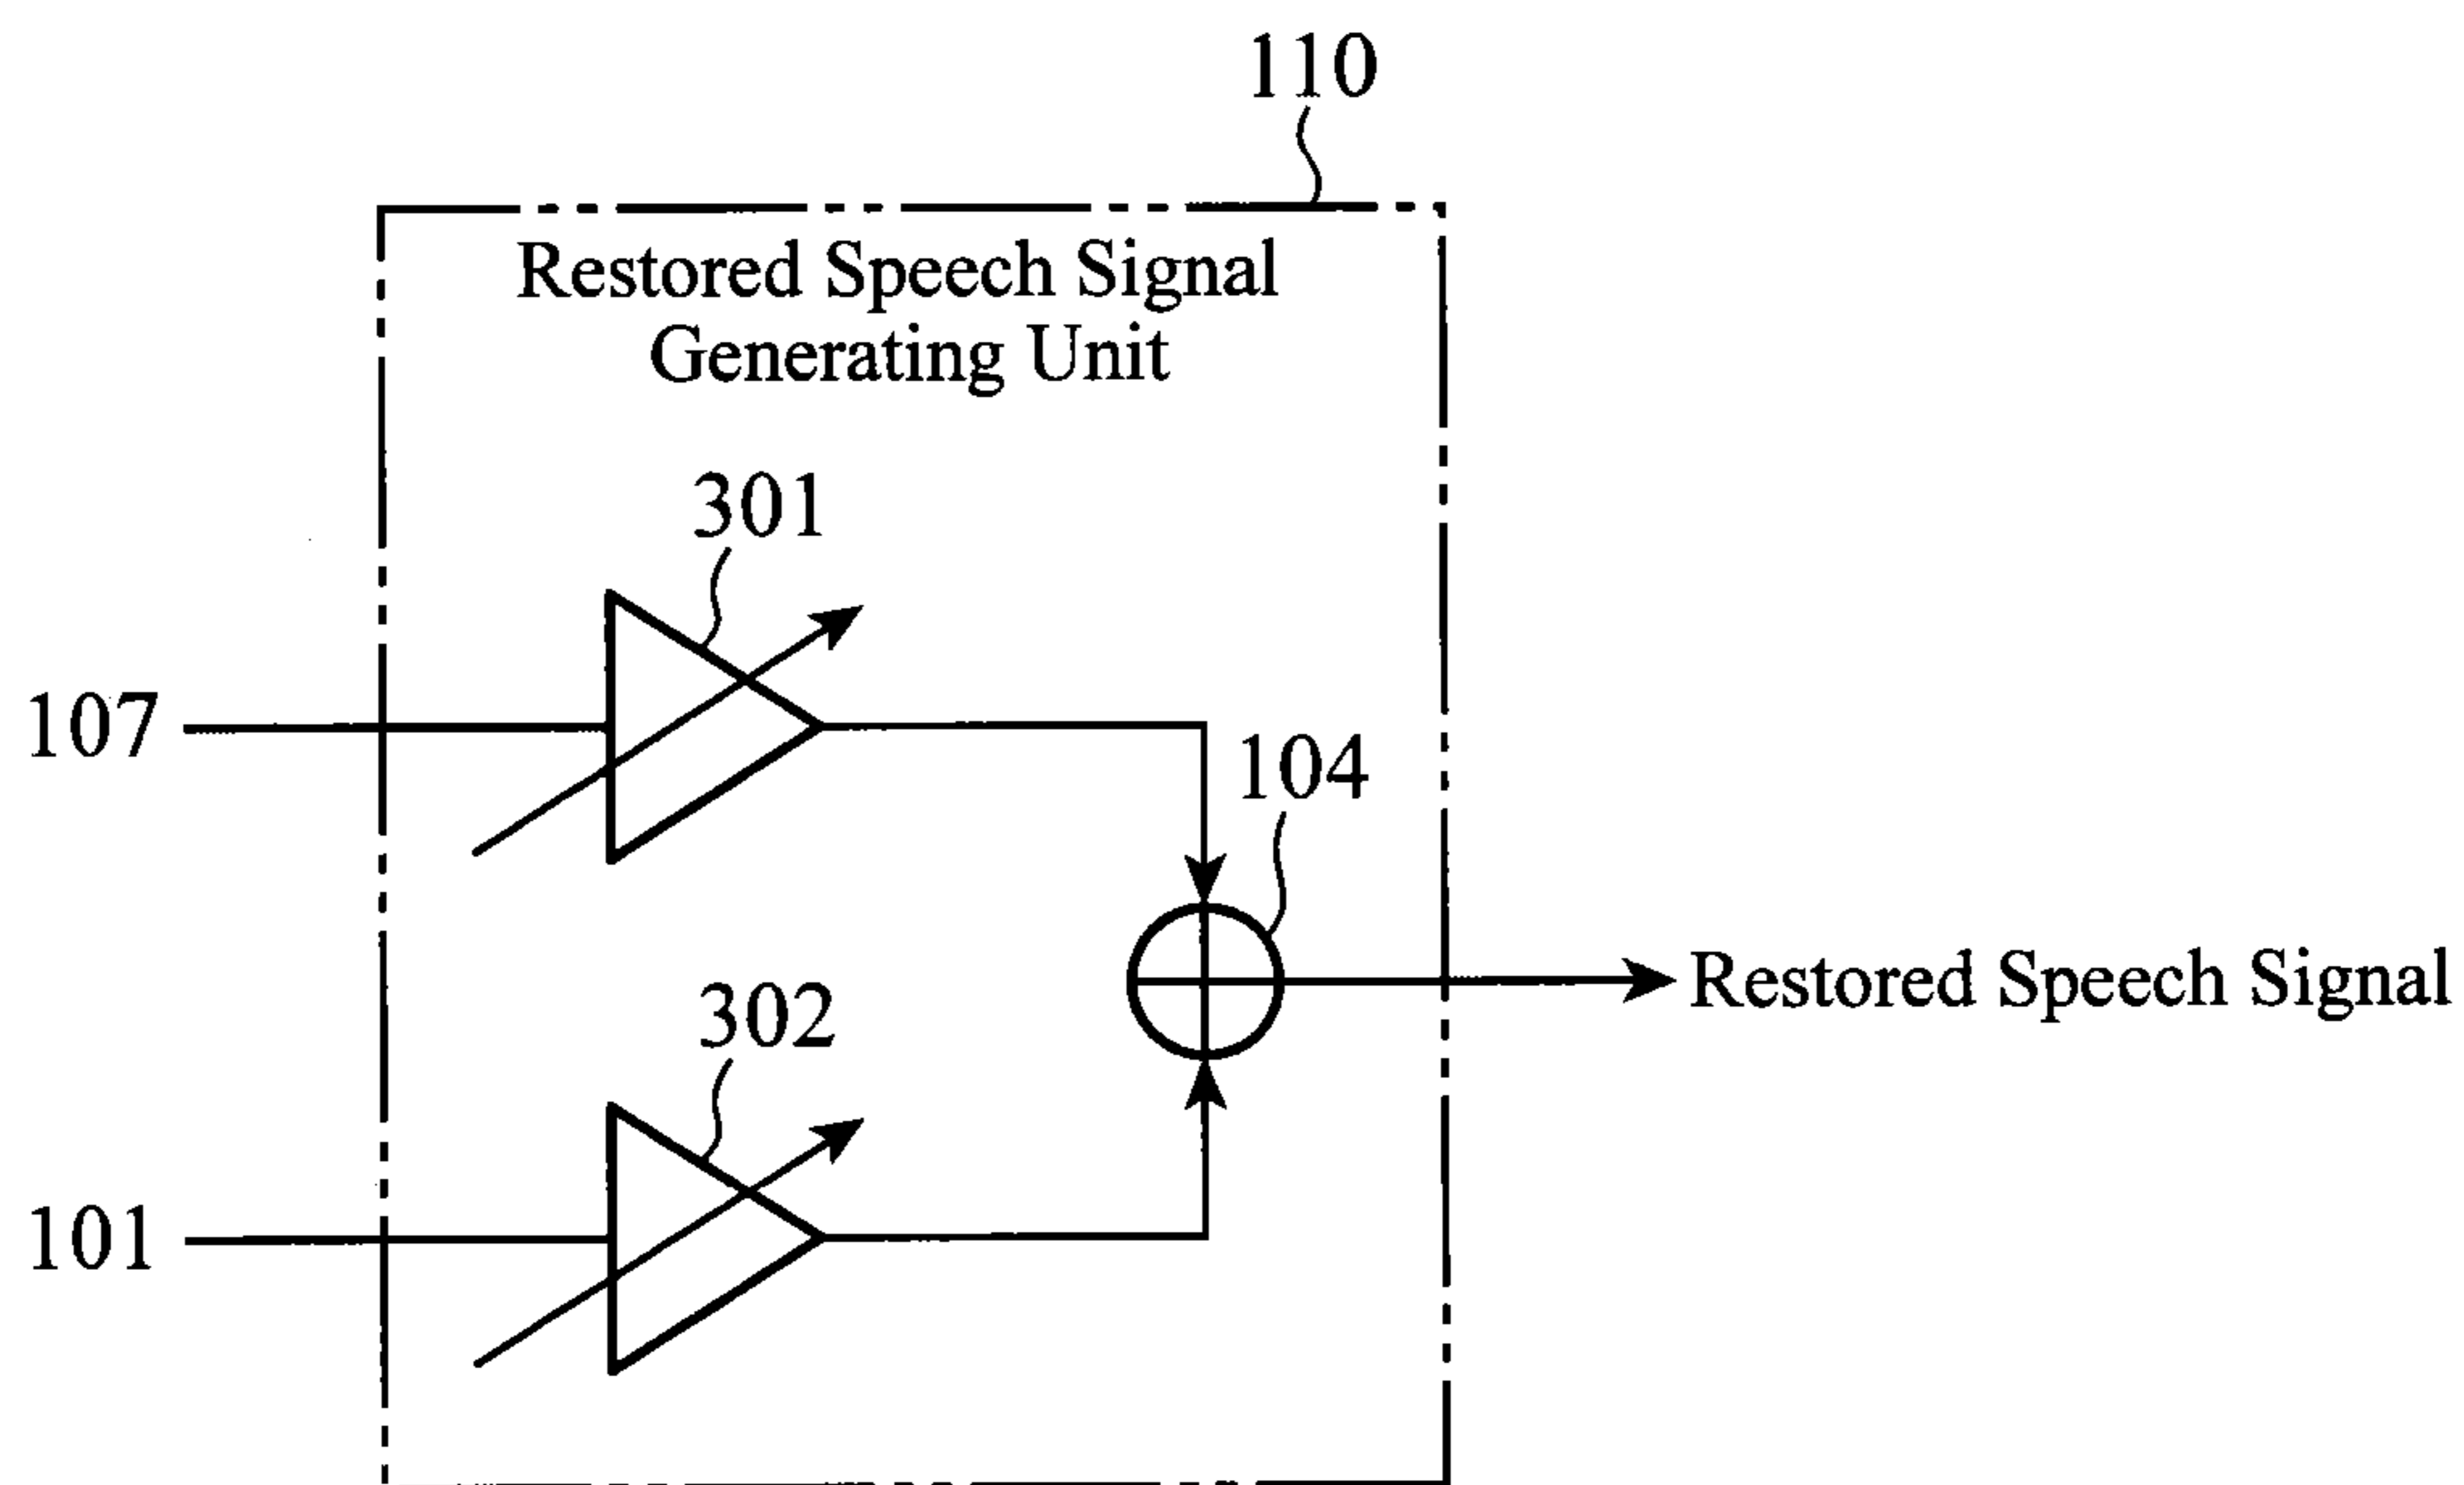 110
Restored Speech Signal
Generating Unit
301
107
104
Restored Speech Signal
302
101